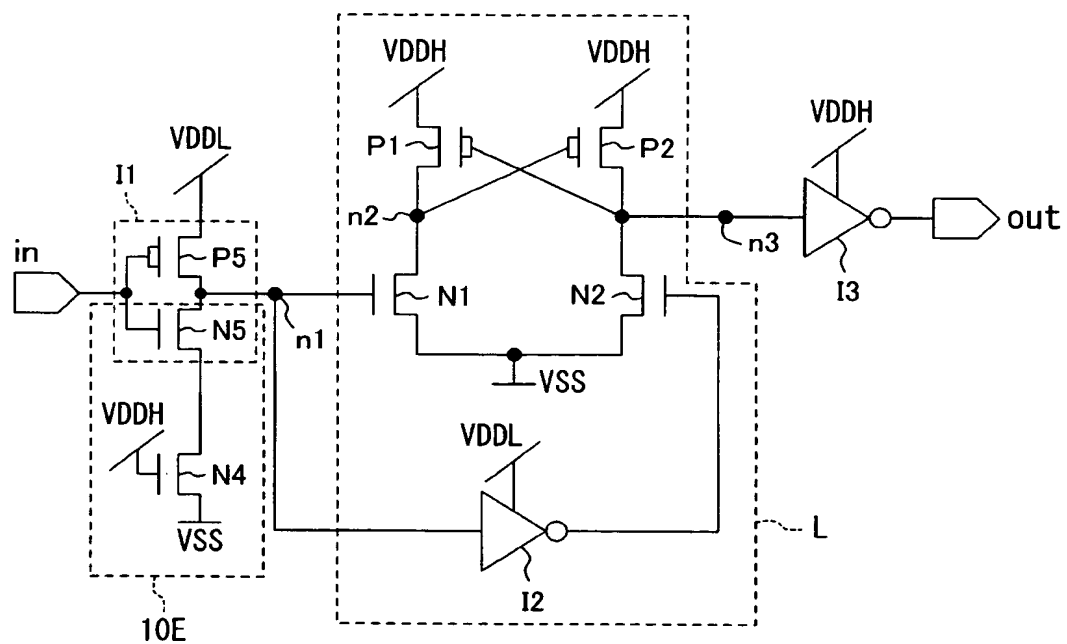 VDDH
VDDH
VDDH
VDDL
P1
P2
I1
n2
n3
out
in
P5
I3
N1
N2
N5
n1
VSS
VDDH
VDDL
N4
VSS
L
I2
10E